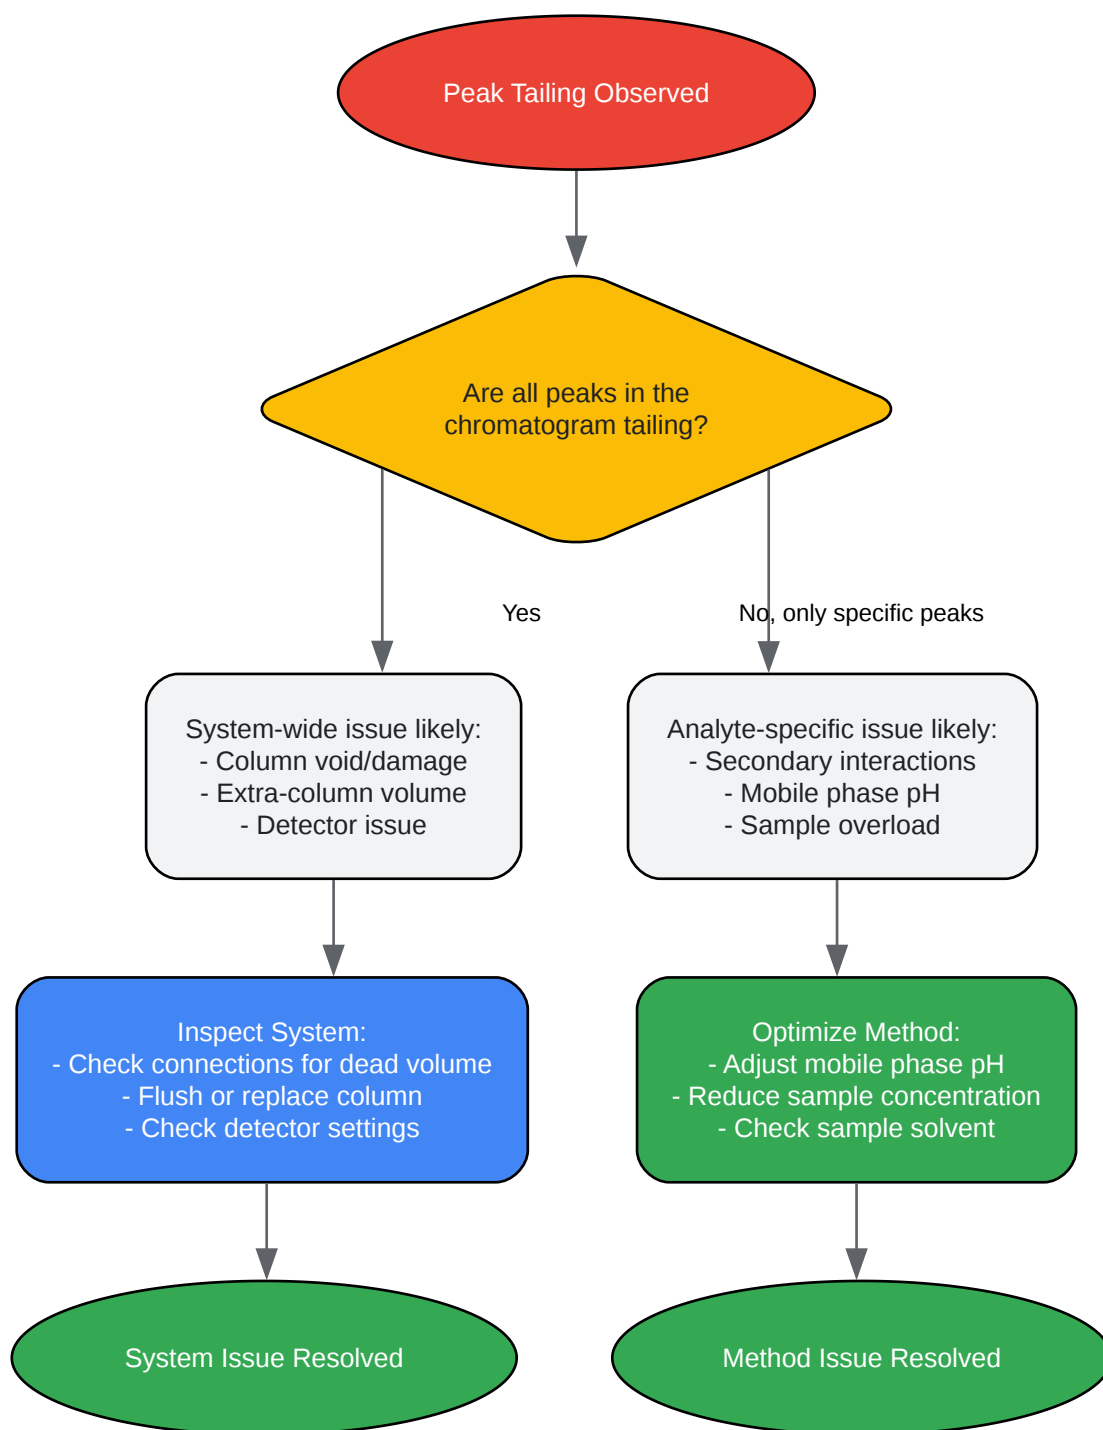 Peak Tailing Observed
Are all peaks in the
chromatogram tailing?
Yes
No, only specific peaks
System-wide issue likely:
- Column void/damage
- Extra-column volume
- Detector issue
Analyte-specific issue likely:
- Secondary interactions
- Mobile phase pH
- Sample overload
Inspect System:
- Check connections for dead volume
- Flush or replace column
- Check detector settings
Optimize Method:
- Adjust mobile phase pH
- Reduce sample concentration
- Check sample solvent
System Issue Resolved
Method Issue Resolved